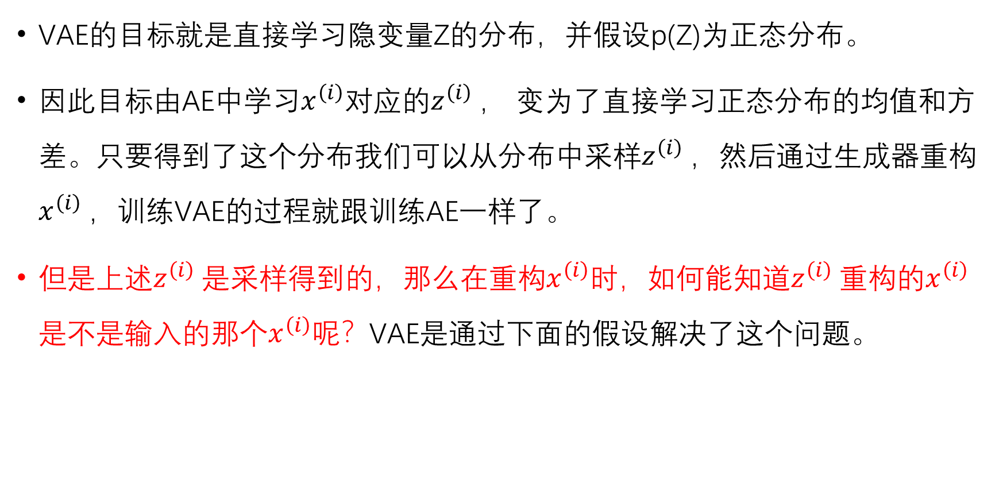 • VAE的目标就是直接学习隐变量Z的分布，并假设p(Z)为正态分布。
• 因此目标由AE中学习x^(i)对应的z^(i)， 变为了直接学习正态分布的均值和方
差。只要得到了这个分布我们可以从分布中采样z^(i)，然后通过生成器重构
x^(i)，训练VAE的过程就跟训练AE一样了。
• 但是上述z^(i) 是采样得到的，那么在重构x^(i)时，如何能知道z^(i) 重构的x^(i)
是不是输入的那个x^(i)呢？VAE是通过下面的假设解决了这个问题。